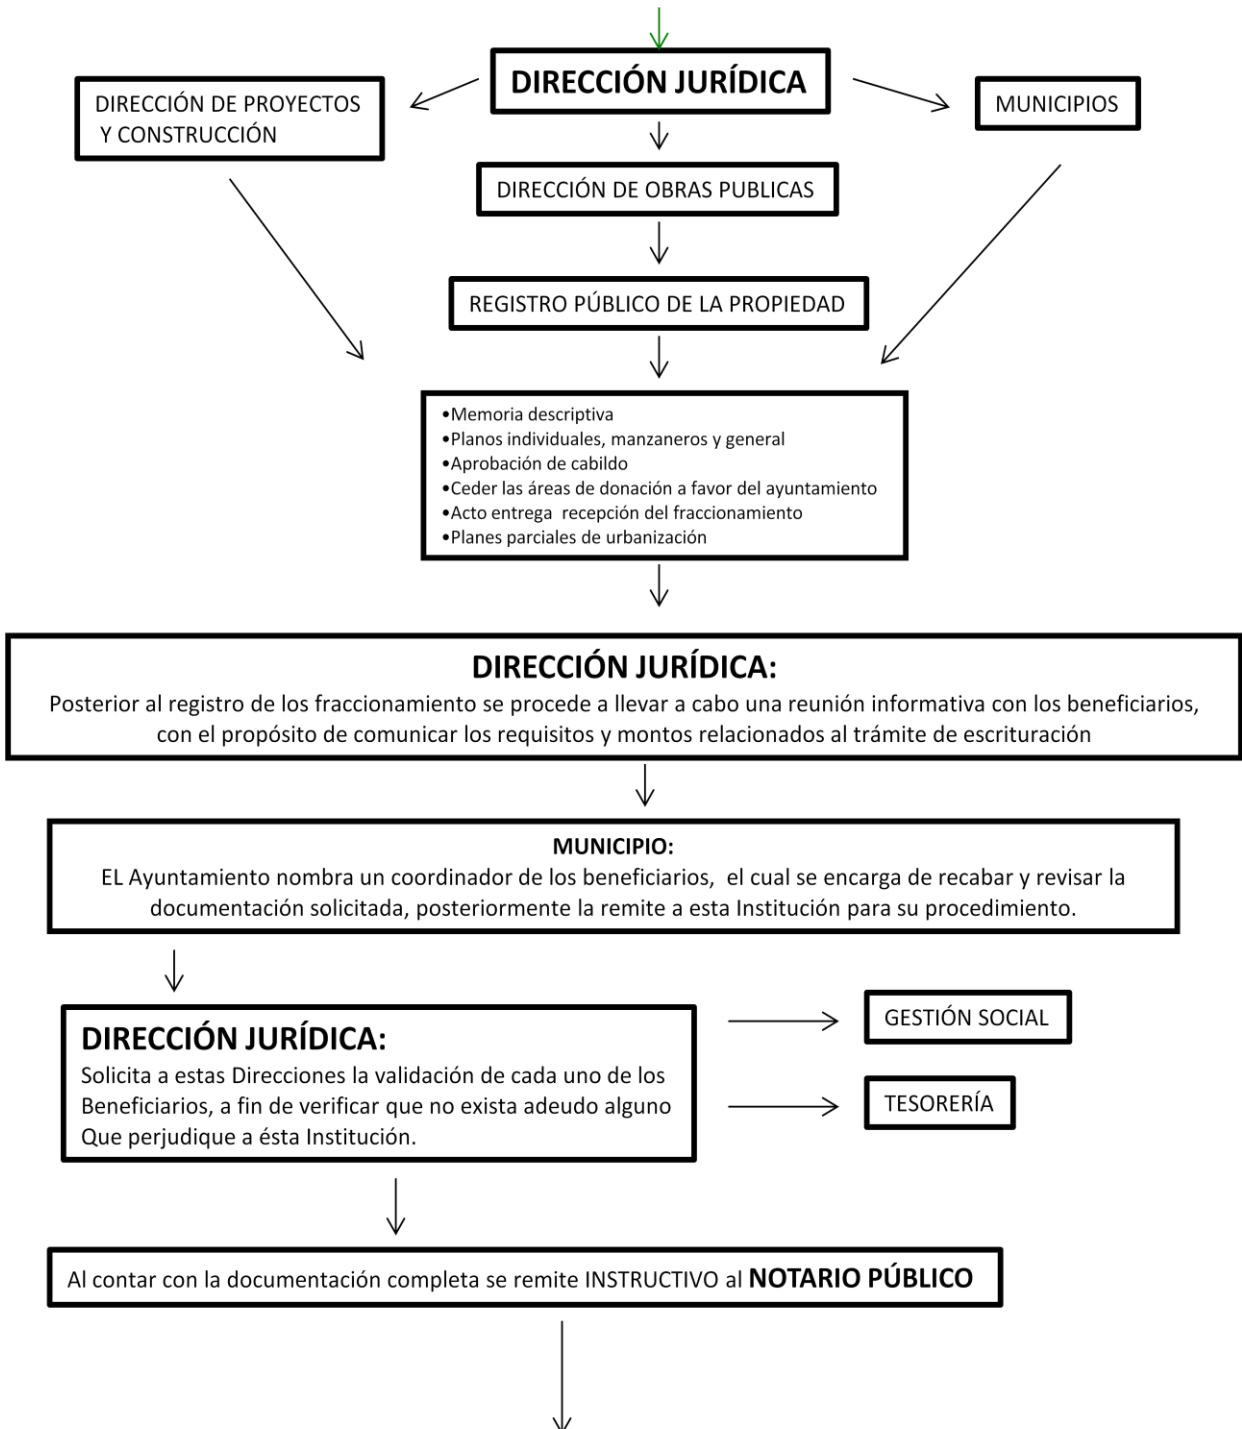 DIRECCIÓN JURÍDICA
DIRECCIÓN DE PROYECTOS
Y CONSTRUCCIÓN
MUNICIPIOS
DIRECCIÓN DE OBRAS PUBLICAS
REGISTRO PÚBLICO DE LA PROPIEDAD
•Memoria descriptiva
•Planos individuales, manzaneros y general
•Aprobación de cabildo
•Ceder las áreas de donación a favor del ayuntamiento
•Acto entrega recepción del fraccionamiento
•Planes parciales de urbanización
DIRECCIÓN JURÍDICA:
Posterior al registro de los fraccionamiento se procede a llevar a cabo una reunión informativa con los beneficiarios,
con el propósito de comunicar los requisitos y montos relacionados al trámite de escrituración
MUNICIPIO:
EL Ayuntamiento nombra un coordinador de los beneficiarios, el cual se encarga de recabar y revisar la
documentación solicitada, posteriormente la remite a esta Institución para su procedimiento.
DIRECCIÓN JURÍDICA:
Solicita a estas Direcciones la validación de cada uno de los
Beneficiarios, a fin de verificar que no exista adeudo alguno
Que perjudique a ésta Institución.
GESTIÓN SOCIAL
TESORERÍA
Al contar con la documentación completa se remite INSTRUCTIVO al NOTARIO PÚBLICO